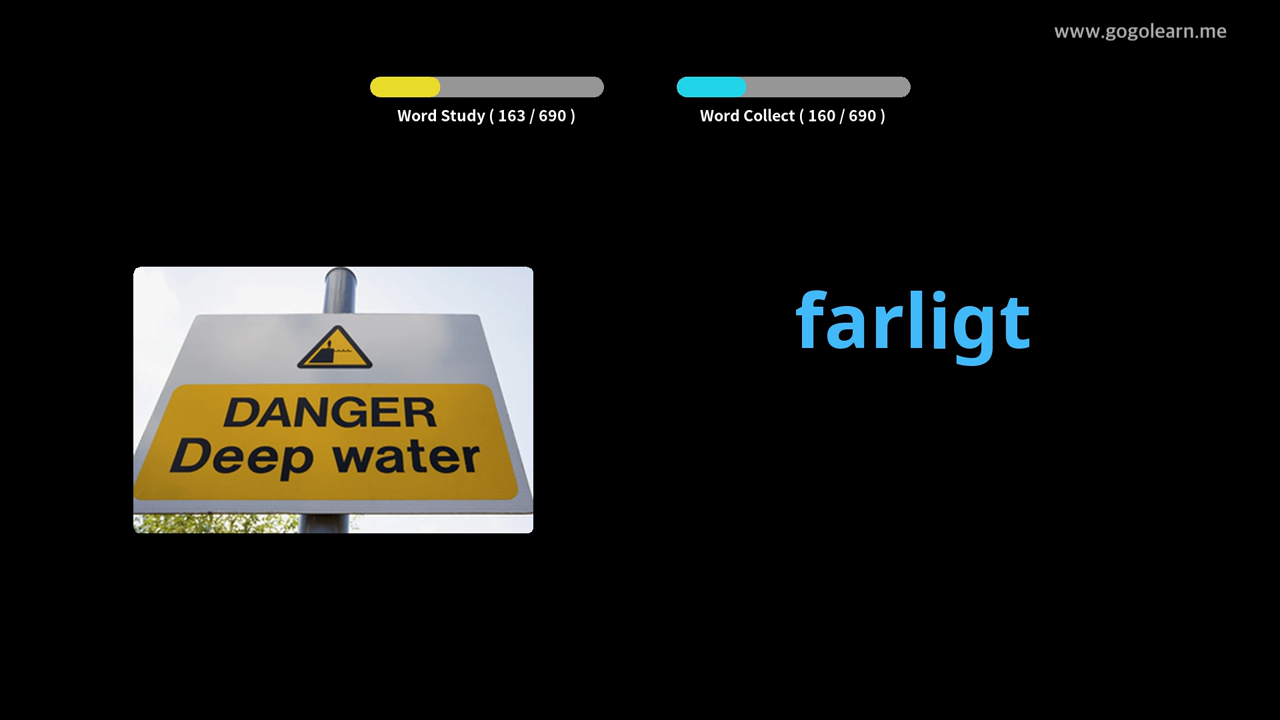 www.gogolearn.me
Word Study ( 163 / 690 )
Word Collect ( 160 / 690 )
farligt
DANGER
Deep water